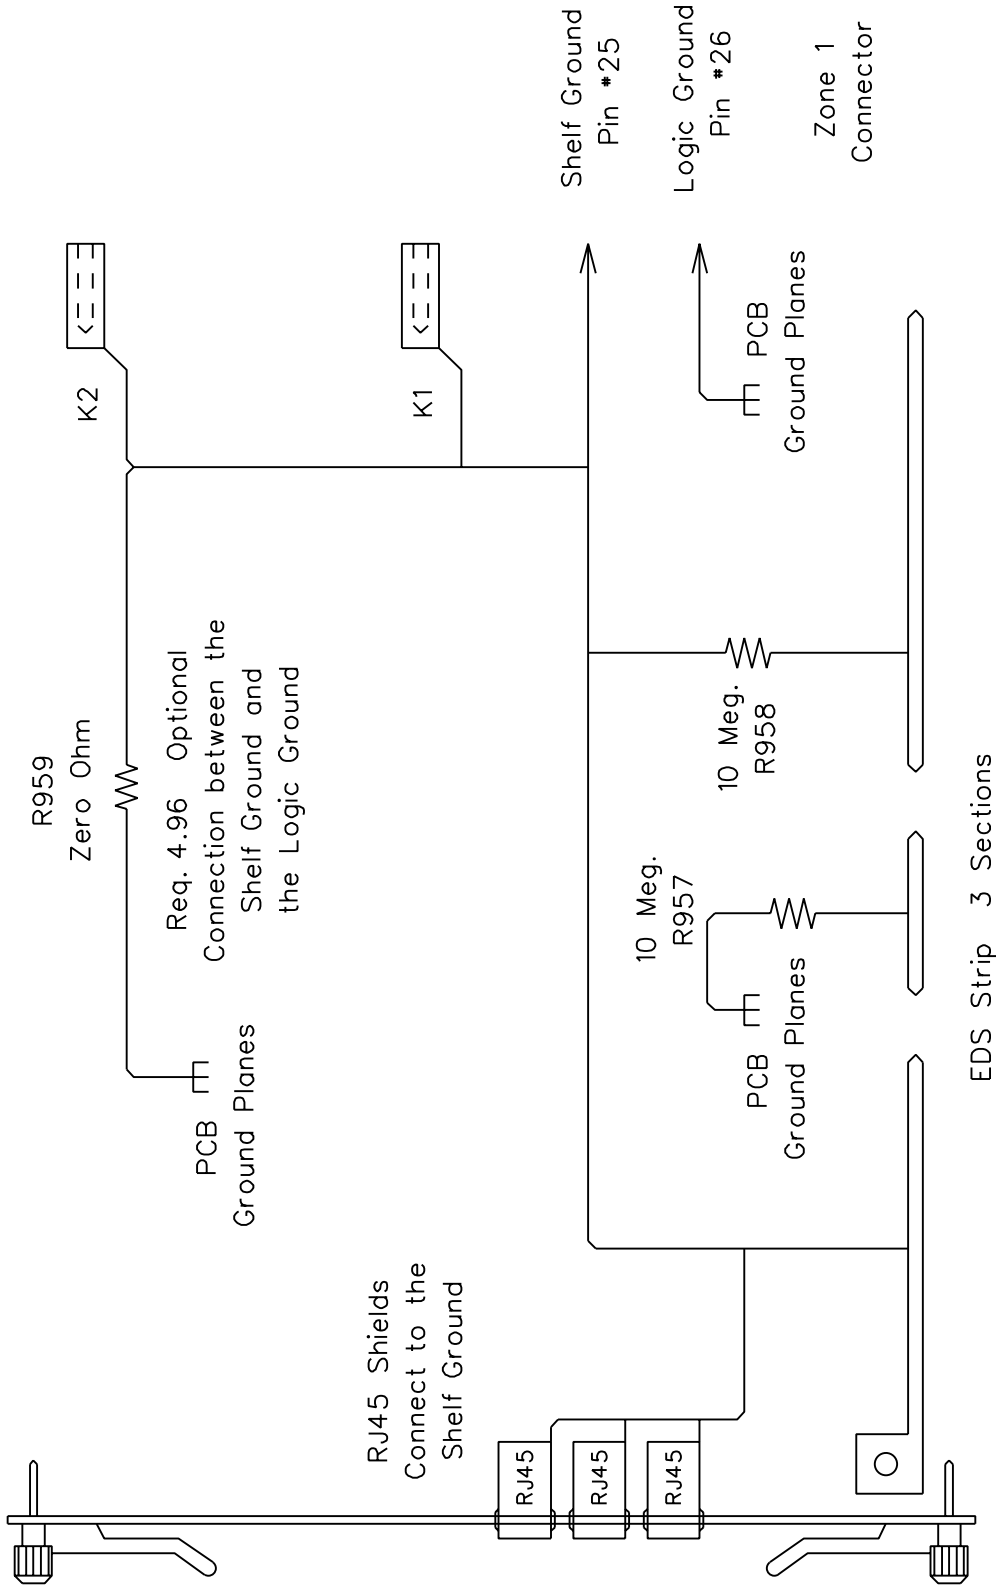 R959
Zero Ohm
K2
Req. 4.96 Optional
Connection between the
Shelf Ground and
the Logic Ground
PCB
Ground Planes
K1
RJ45 Shields
Connect to the
Shelf Ground
RJ45
RJ45
RJ45
Shelf Ground
Pin #25
Logic Ground
Pin #26
Zone 1
Connector
10 Meg.
R957
PCB
Ground Planes
10 Meg.
R958
PCB
Ground Planes
EDS Strip 3 Sections